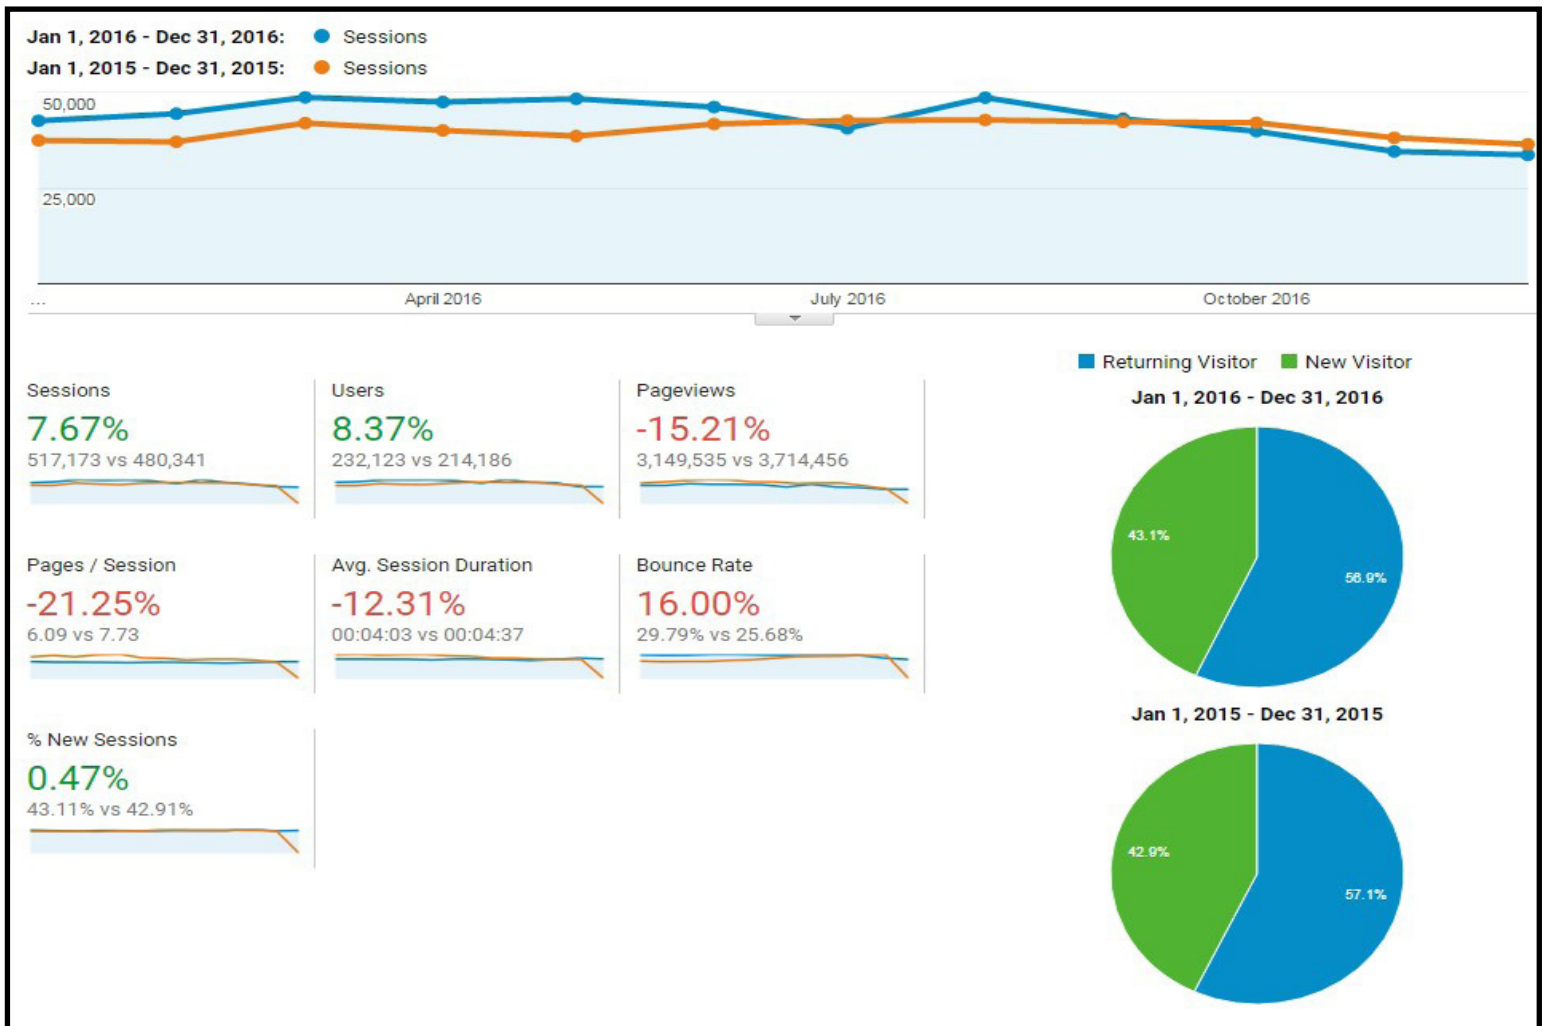 Jan 1, 2016 - Dec 31, 2016: Sessions
Jan 1, 2015 - Dec 31, 2015: Sessions
50,000
25,000
...
April 2016
July 2016
October 2016
Sessions
7.67%
517,173 vs 480,341
Users
8.37%
232,123 vs 214,186
Pageviews
-15.21%
3,149,535 vs 3,714,456
Pages / Session
-21.25%
6.09 vs 7.73
Avg. Session Duration
-12.31%
00:04:03 vs 00:04:37
Bounce Rate
16.00%
29.79% vs 25.68%
% New Sessions
0.47%
43.11% vs 42.91%
Returning Visitor New Visitor
Jan 1, 2016 - Dec 31, 2016
43.1%
56.9%
Jan 1, 2015 - Dec 31, 2015
42.9%
57.1%